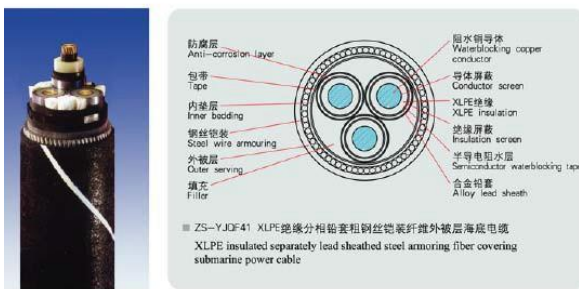 防腐层
Anti-corrosion layer
包带
Tape
内垫层
Inner bedding
钢丝铠装
Steel wire armouring
外被层
Outer serving
填充
Filler
阻水铜导体
Waterblocking copper
conductor
导体屏蔽
Conductor screen
XLPE绝缘
XLPE insulation
绝缘屏蔽
Insulation screen
半导电阻水层
Semiconductor waterblocking tape
合金铅套
Alloy lead sheath
ZS-YJQF41 XLPE绝缘分相铅套粗钢丝铠装纤维外被层海底电缆
XLPE insulated separately lead sheathed steel armoring fiber covering
submarine power cable